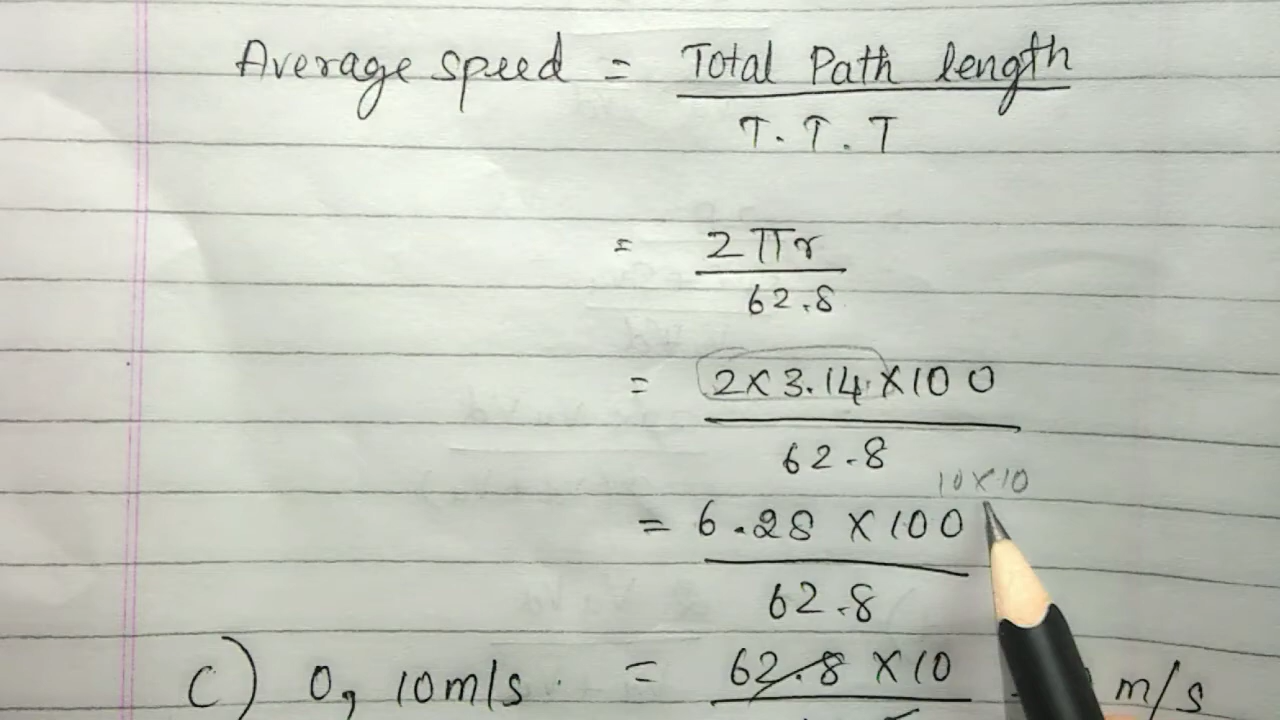 Average speed = Total Path length
T.T.T
= 2πr
62.8
= 2×3.14×100
62.8
10×10
= 6.28 ×100
62.8
C) 0, 10m/s. = 62.8 ×10 m/s